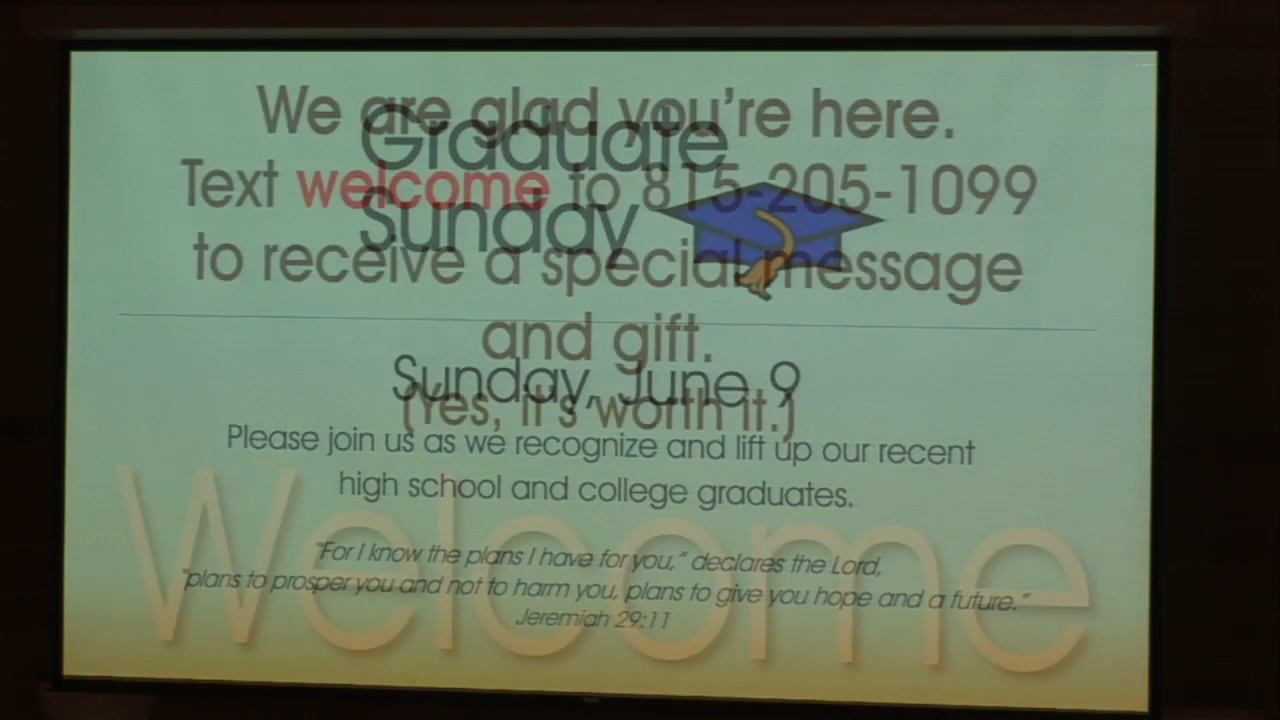 We are glad you're here.
Text welcome to 815-205-1099
to receive a special message
and gift.
(Yes, it's worth it.)
Welcome
Graduate
Sunday
Sunday, June 9
Please join us as we recognize and lift up our recent
high school and college graduates.
"For I know the plans I have for you," declares the Lord,
"plans to prosper you and not to harm you, plans to give you hope and a future."
Jeremiah 29:11